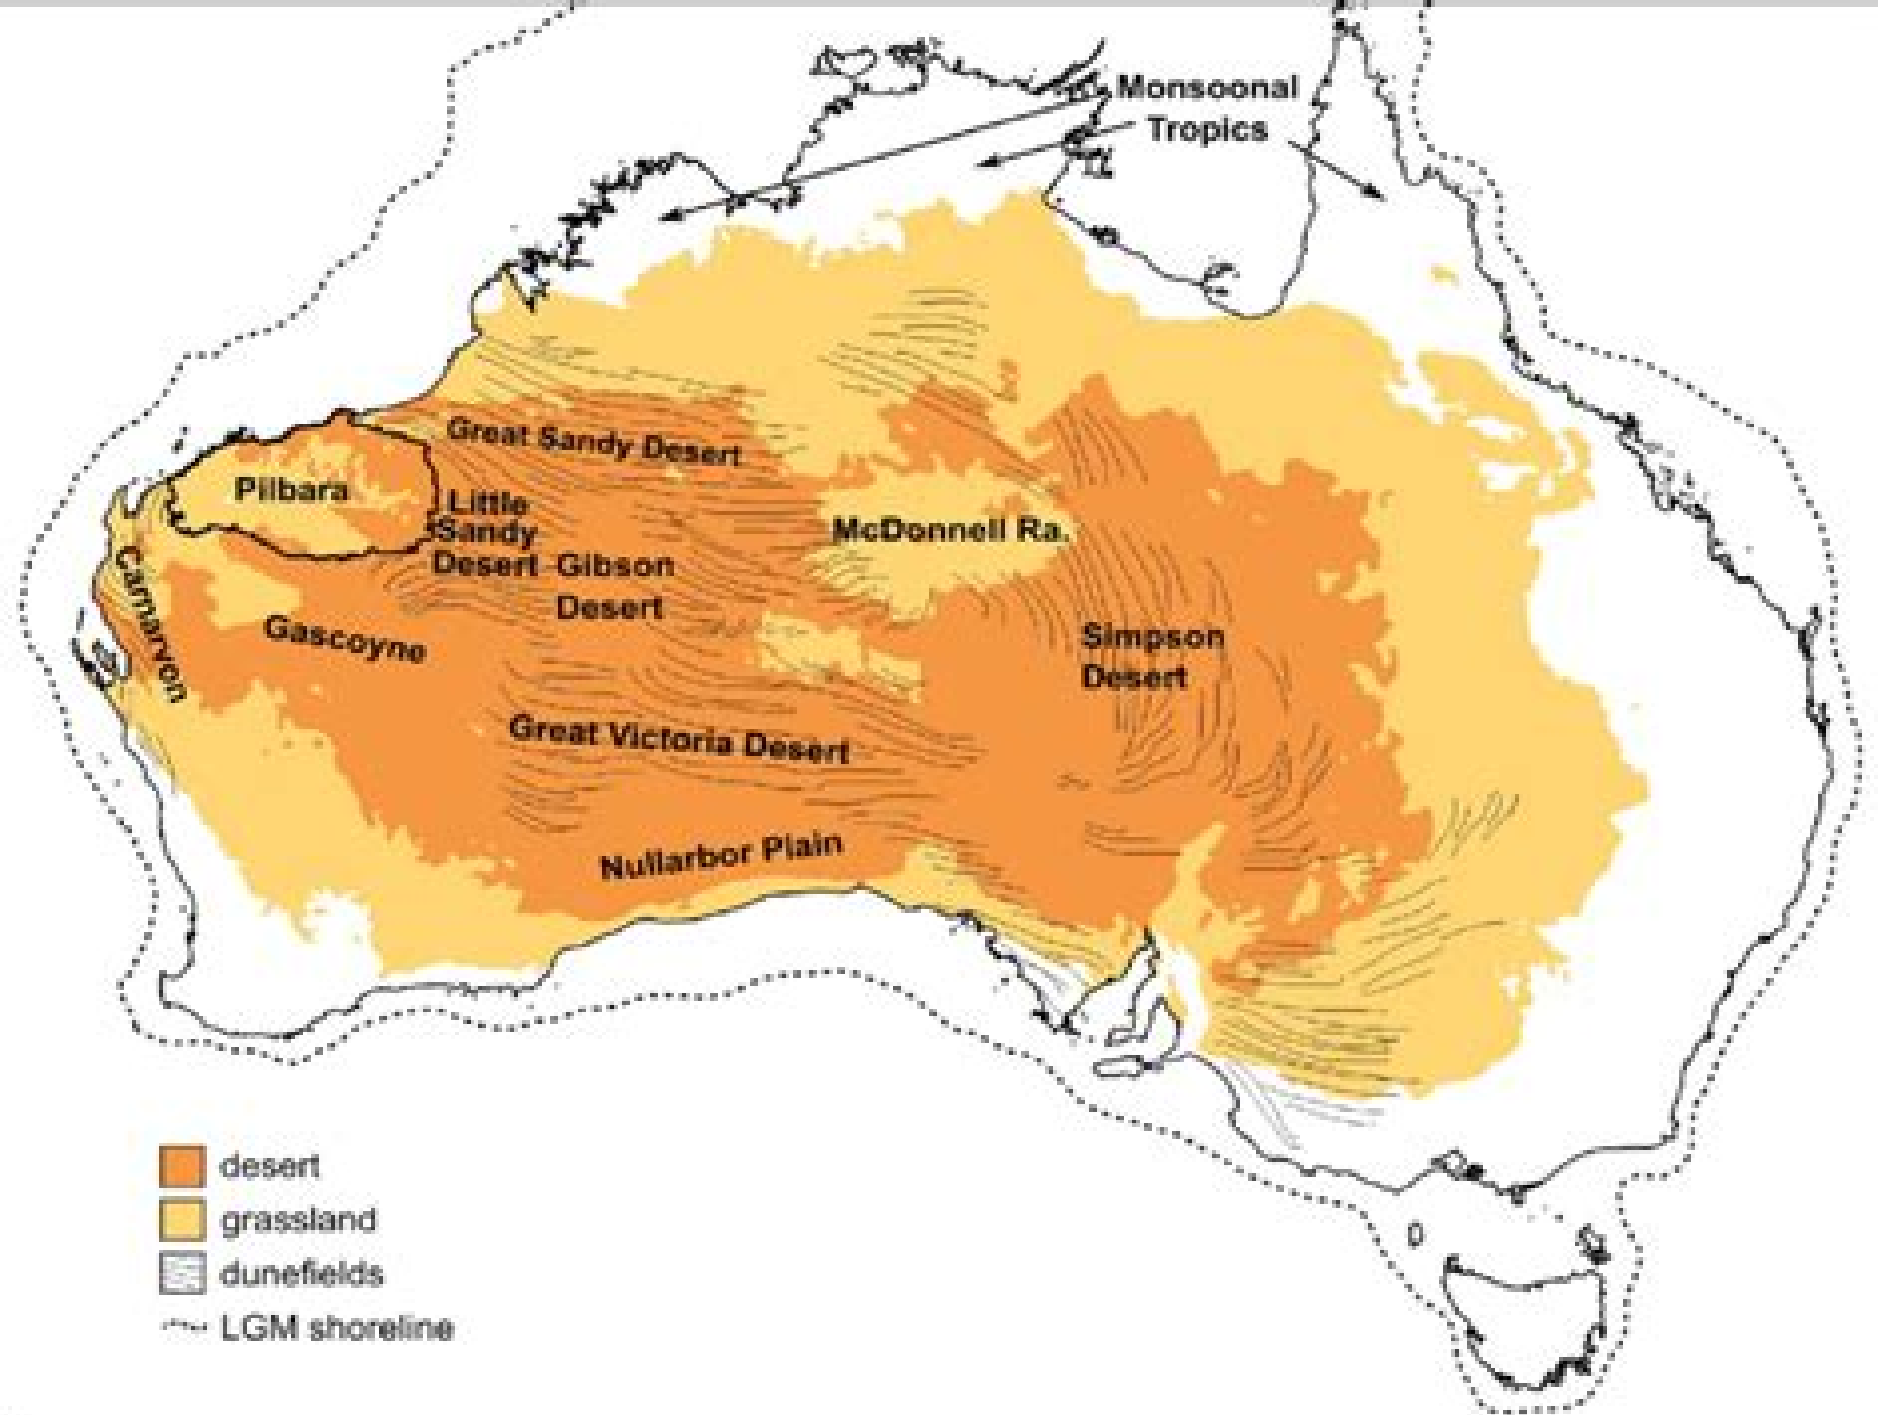 Monsoonal
Tropics
Great Sandy Desert
Pilbara
Little
Sandy
Desert
McDonnell Ra.
Gibson
Desert
Carnarvon
Gascoyne
Simpson
Desert
Great Victoria Desert
Nullarbor Plain
desert
grassland
dunefields
LGM shoreline